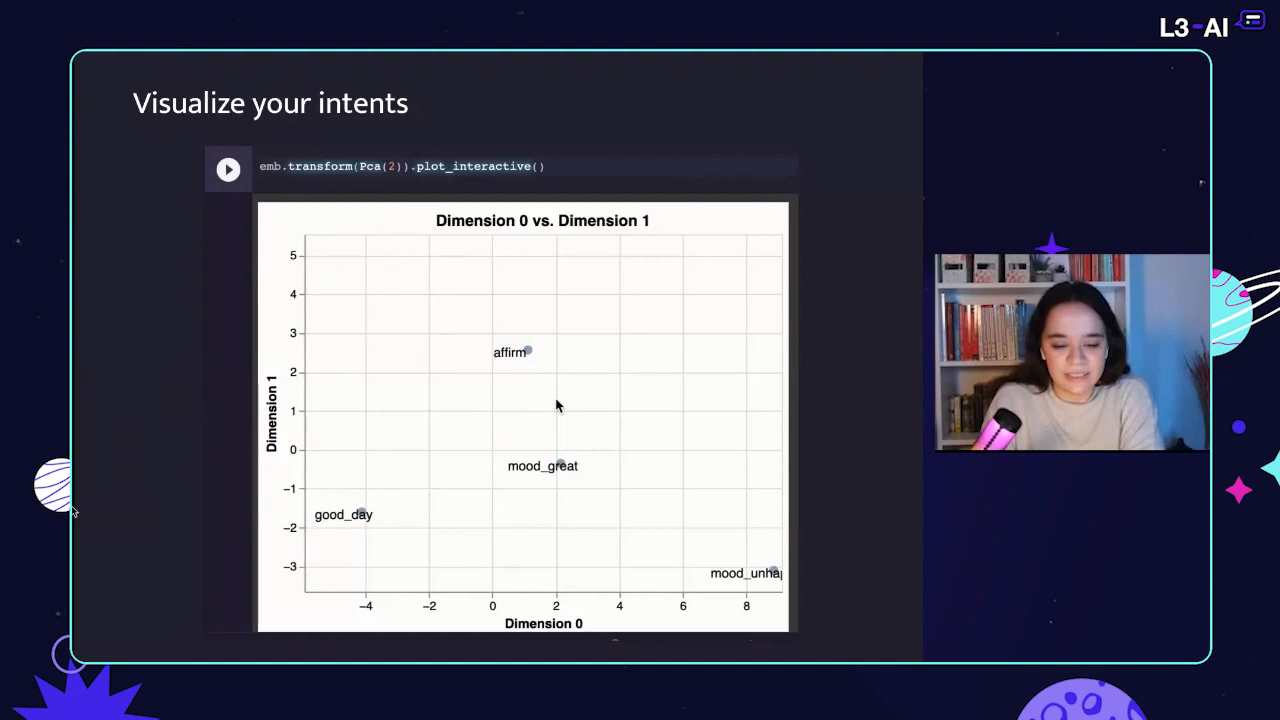 L3-AI
Visualize your intents
emb.transform(Pca(2)).plot_interactive()
Dimension 0 vs. Dimension 1
5
4
3
affirm
2
Dimension 1
1
0
mood_great
−1
good_day
−2
−3
mood_unha
−4 −2 0 2 4 6 8
Dimension 0